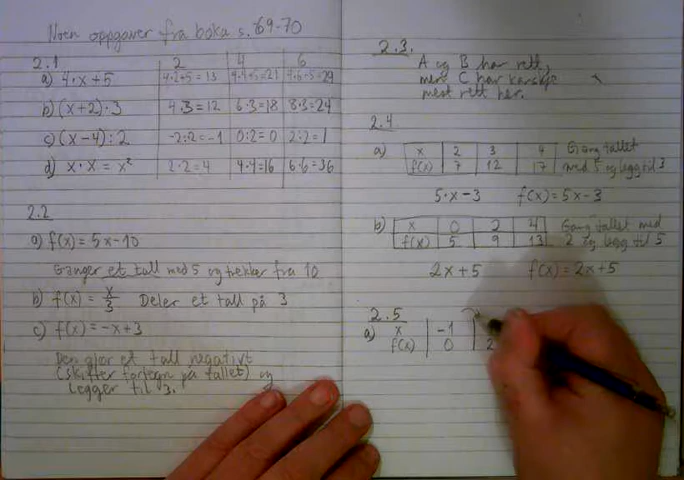 Noen oppgaver fra boka s. 69-70
2.1 2 4 6
a) 4·x+5 4·2+5=13 4·4+5=21 4·6+5=29
b) (x+2)·3 4·3=12 6·3=18 8·3=24
c) (x-4):2 -2:2=-1 0:2=0 2:2=1
d) x·x=x² 2·2=4 4·4=16 6·6=36
2.2
a) f(x)=5x-10
Ganger et tall med 5 og trekker fra 10
b) f(x)=x/3 Deler et tall på 3
c) f(x)=-x+3
Den gjør et tall negativt
(skifter fortegn på tallet) og
legger til 3.
2.3.
A og B har rett,
men C har kanskje
mest rett her.
2.4
a) x 2 3 4 Gang tallet
f(x) 7 12 17 med 5 og legg til 3
5·x-3 f(x)=5x-3
b) x 0 2 4 Gang tallet med
f(x) 5 9 13 2 og legg til 5
2x+5 f(x)=2x+5
2.5
a) x -1
f(x) 0 2